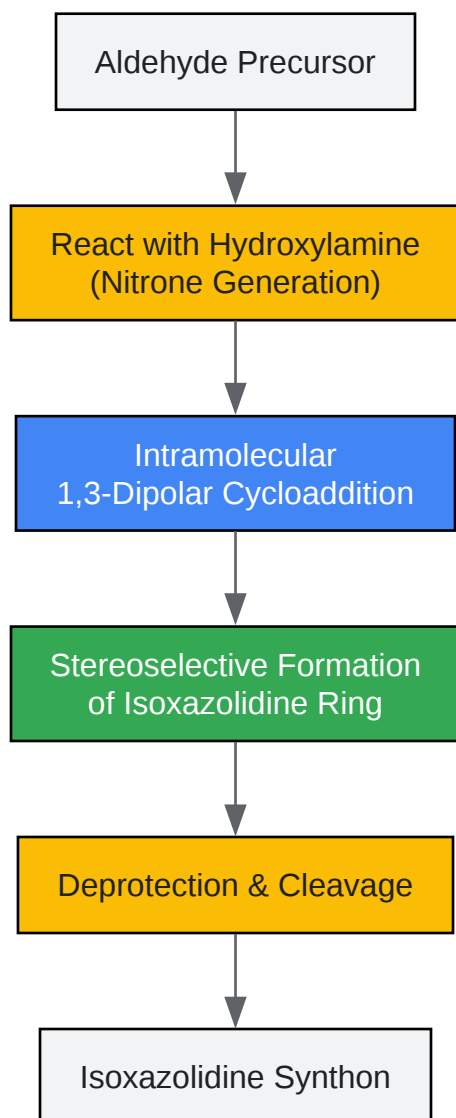 Aldehyde Precursor
React with Hydroxylamine
(Nitrone Generation)
Intramolecular
1,3-Dipolar Cycloaddition
Stereoselective Formation
of Isoxazolidine Ring
Deprotection & Cleavage
Isoxazolidine Synthon